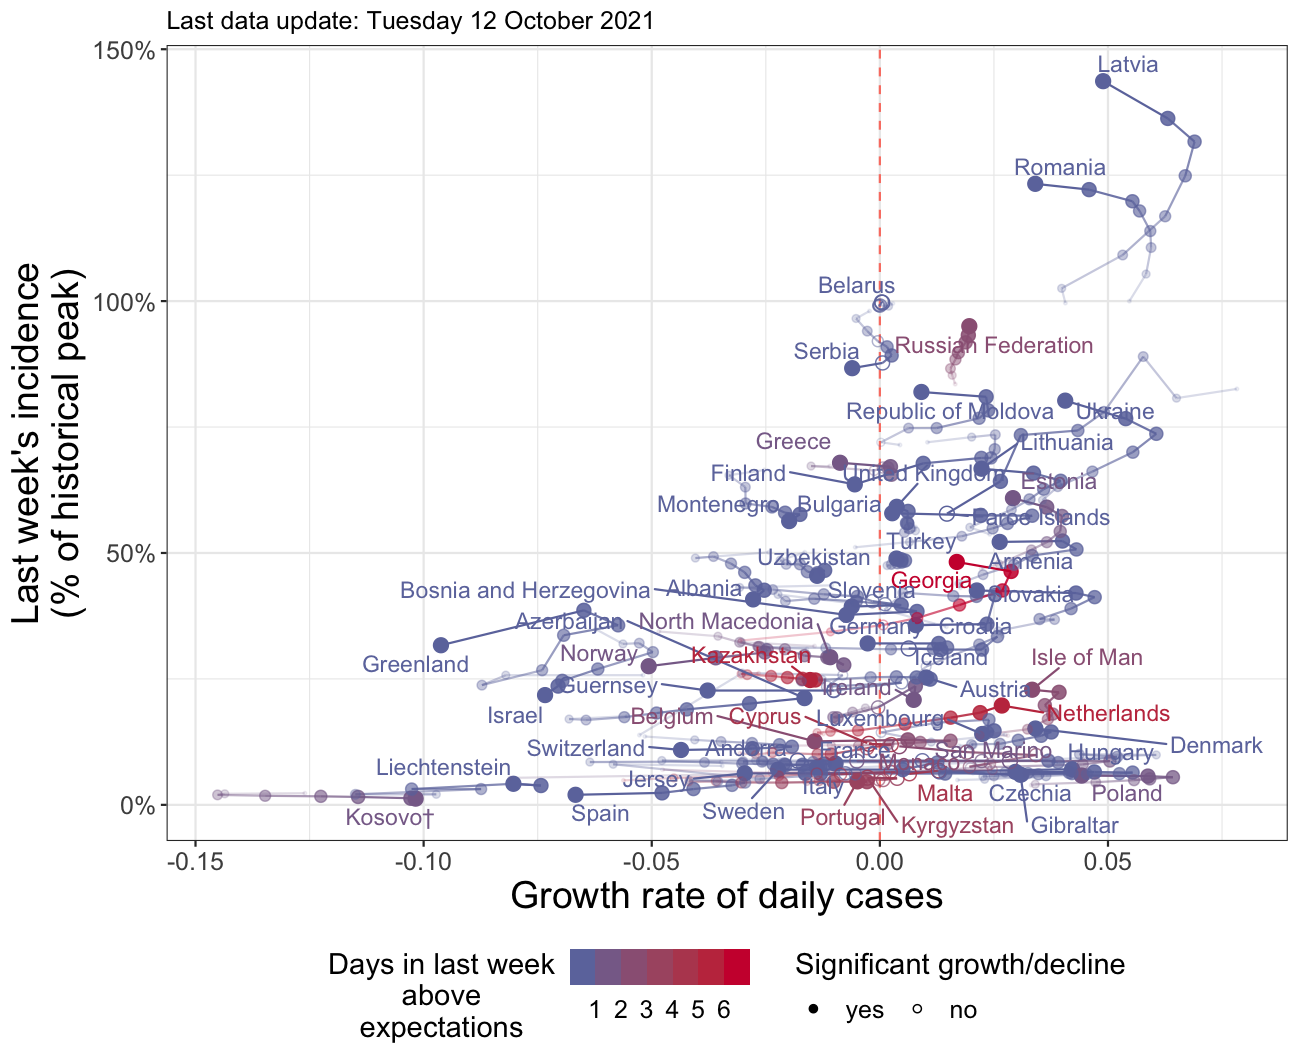 Last data update: Tuesday 12 October 2021
150%
100%
50%
0%
Last week's incidence
(% of historical peak)
Latvia
Romania
Belarus
Serbia
Russian Federation
Republic of Moldova
Ukraine
Greece
Lithuania
Finland
United Kingdom
Estonia
Montenegro
Bulgaria
Faroe Islands
Turkey
Uzbekistan
Armenia
Georgia
Bosnia and Herzegovina
Albania
Slovenia
Slovakia
Azerbaijan
North Macedonia
Germany
Croatia
Greenland
Norway
Kazakhstan
Iceland
Isle of Man
Guernsey
Ireland
Austria
Israel
Belgium
Cyprus
Luxembourg
Netherlands
Switzerland
Andorra
France
San Marino
Hungary
Denmark
Liechtenstein
Monaco
Jersey
Italy
Malta
Czechia
Poland
Kosovo†
Spain
Sweden
Portugal
Kyrgyzstan
Gibraltar
-0.15
-0.10
-0.05
0.00
0.05
Growth rate of daily cases
Days in last week
above
expectations
1 2 3 4 5 6
Significant growth/decline
yes
no